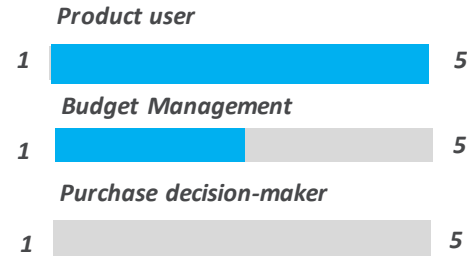 Product user
1 5
Budget Management
1 5
Purchase decision-maker
1 5